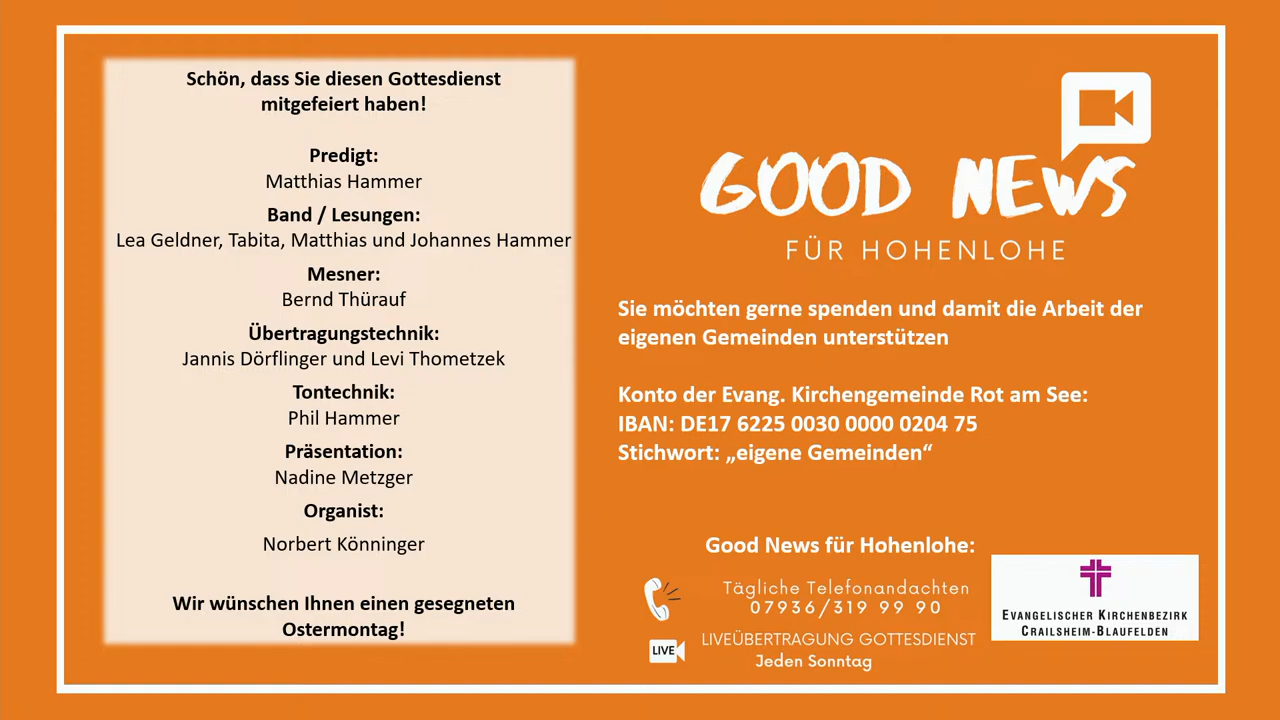 Schön, dass Sie diesen Gottesdienst
mitgefeiert haben!
Predigt:
Matthias Hammer
Band / Lesungen:
Lea Geldner, Tabita, Matthias und Johannes Hammer
Mesner:
Bernd Thürauf
Übertragungstechnik:
Jannis Dörflinger und Levi Thometzek
Tontechnik:
Phil Hammer
Präsentation:
Nadine Metzger
Organist:
Norbert Könninger
Wir wünschen Ihnen einen gesegneten
Ostermontag!
GOOD NEWS
FÜR HOHENLOHE
Sie möchten gerne spenden und damit die Arbeit der
eigenen Gemeinden unterstützen
Konto der Evang. Kirchengemeinde Rot am See:
IBAN: DE17 6225 0030 0000 0204 75
Stichwort: „eigene Gemeinden“
Good News für Hohenlohe:
Tägliche Telefonandachten
07936/319 99 90
LIVE
LIVEÜBERTRAGUNG GOTTESDIENST
Jeden Sonntag
EVANGELISCHER KIRCHENBEZIRK
CRAILSHEIM-BLAUFELDEN